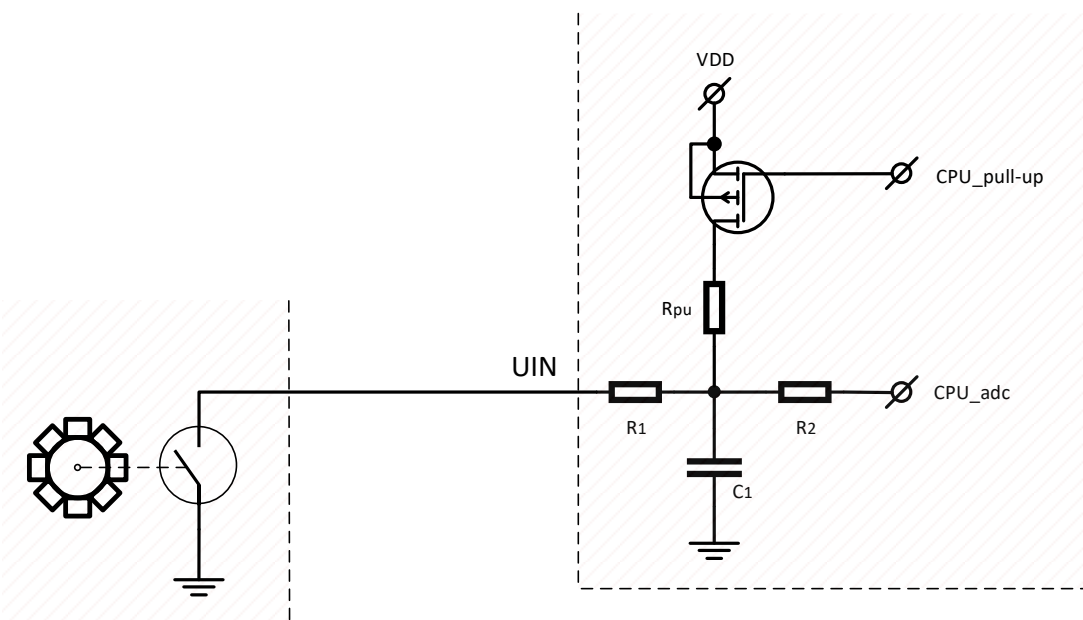 VDD
CPU_pull-up
Rpu
UIN
CPU_adc
R1
R2
C1